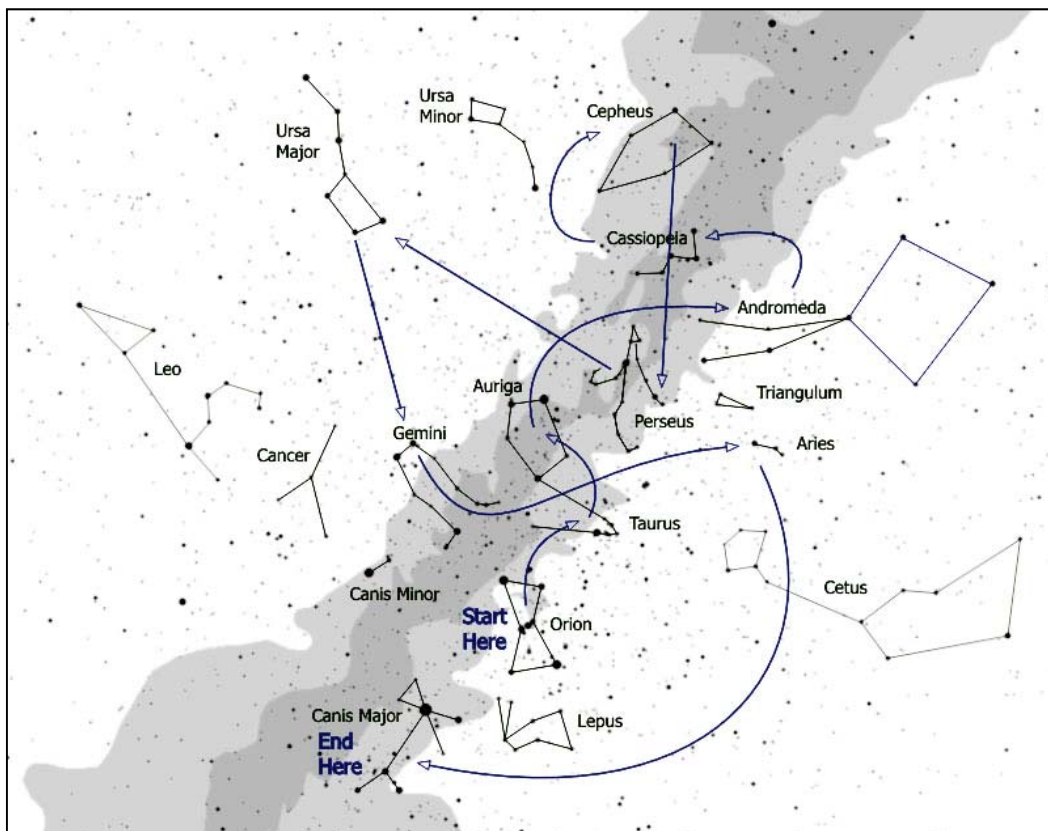 Ursa
Minor
Cepheus
Ursa
Major
Cassiopeia
Andromeda
Leo
Auriga
Triangulum
Perseus
Gemini
Aries
Cancer
Taurus
Canis Minor
Cetus
Start
Here
Orion
Canis Major
Lepus
End
Here